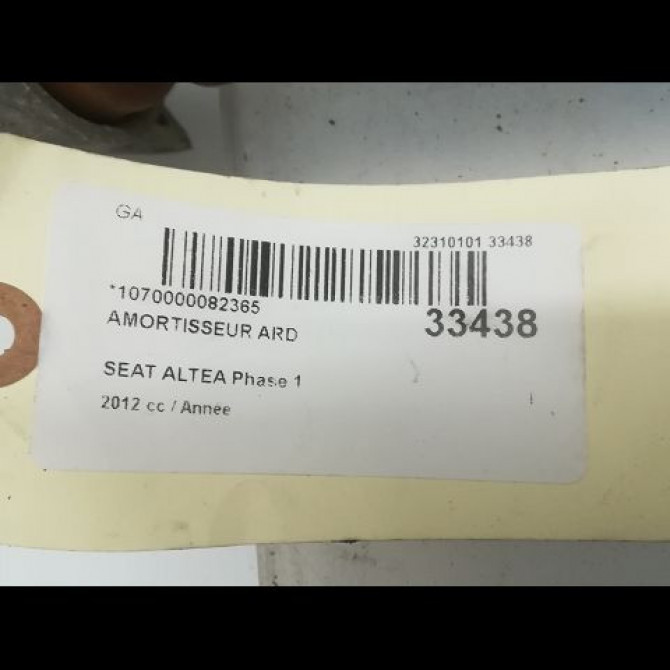 GA
32310101 33438
*1070000082365
AMORTISSEUR ARD
33438
SEAT ALTEA Phase 1
2012 cc / Année